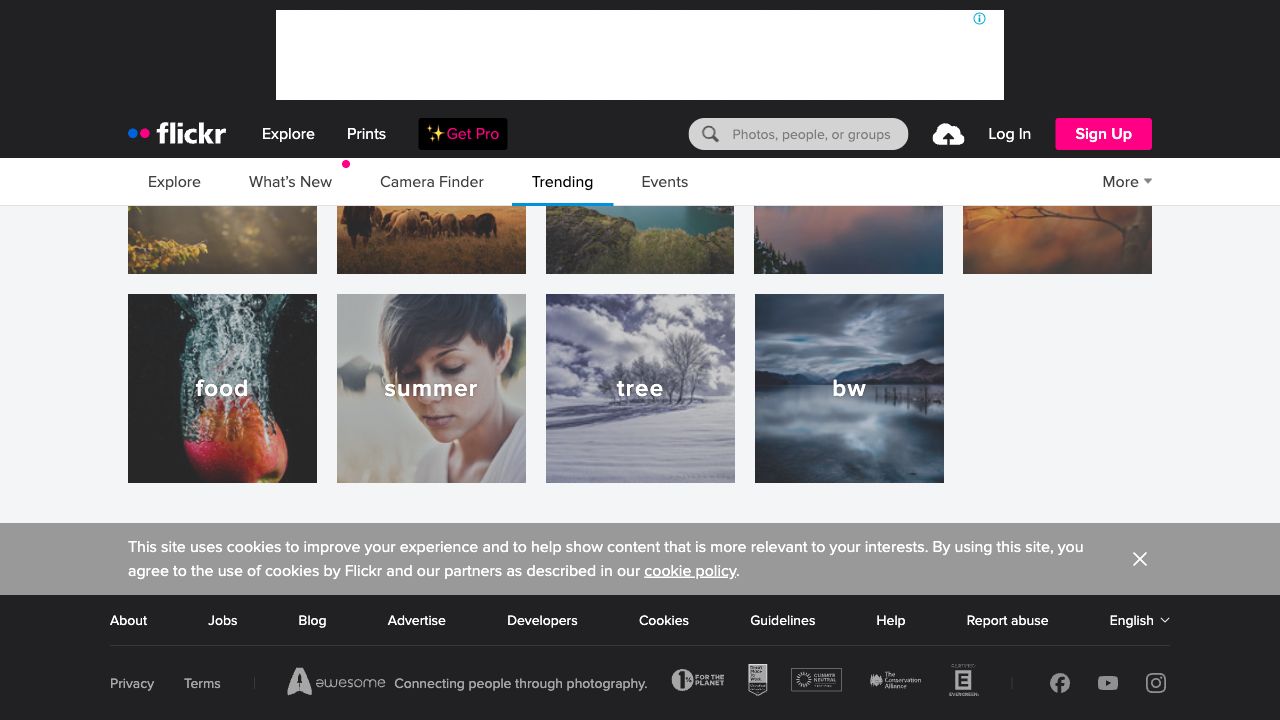 flickr
Explore
Prints
✨Get Pro
Photos, people, or groups
Log In
Sign Up
Explore
What's New
Camera Finder
Trending
Events
More
food
summer
tree
bw
This site uses cookies to improve your experience and to help show content that is more relevant to your interests. By using this site, you
agree to the use of cookies by Flickr and our partners as described in our cookie policy.
About
Jobs
Blog
Advertise
Developers
Cookies
Guidelines
Help
Report abuse
English
Privacy
Terms
awesome
Connecting people through photography.
1% FOR THE
PLANET
CLIMATE
NEUTRAL
The
Conservation
Alliance
CERTIFIED
E
EVERGREEN